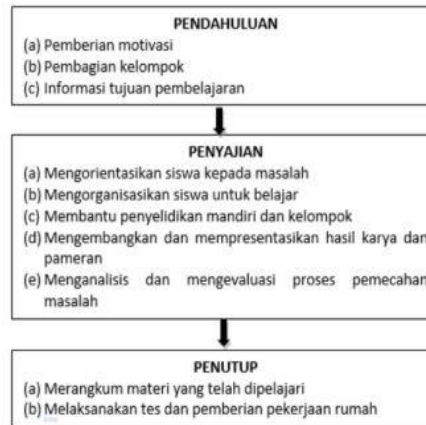 PENDAHULUAN
(a) Pemberian motivasi
(b) Pembagian kelompok
(c) Informasi tujuan pembelajaran
PENYAJIAN
(a) Mengorientasikan siswa kepada masalah
(b) Mengorganisasikan siswa untuk belajar
(c) Membantu penyelidikan mandiri dan kelompok
(d) Mengembangkan dan mempresentasikan hasil karya dan
pameran
(e) Menganalisis dan mengevaluasi proses pemecahan
masalah
PENUTUP
(a) Merangkum materi yang telah dipelajari
(b) Melaksanakan tes dan pemberian pekerjaan rumah